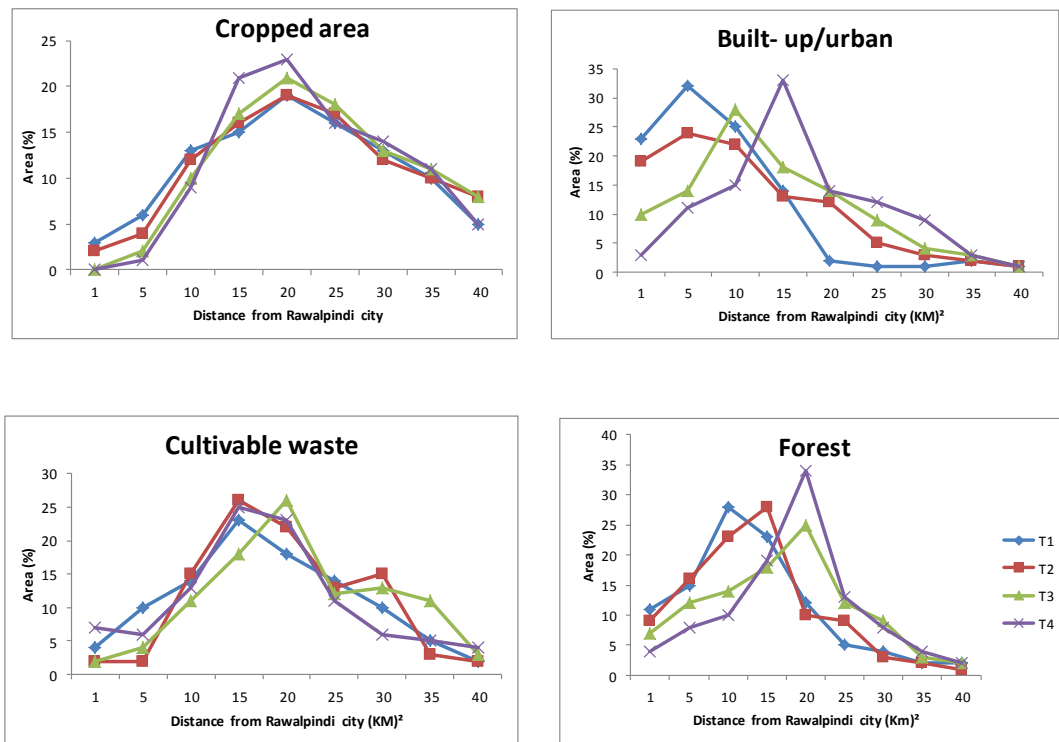 Cropped area
Area (%)
25
20
15
10
5
0
1 5 10 15 20 25 30 35 40
Distance from Rawalpindi city
Built- up/urban
Area (%)
35
30
25
20
15
10
5
0
1 5 10 15 20 25 30 35 40
Distance from Rawalpindi city (KM)²
Cultivable waste
Area (%)
30
25
20
15
10
5
0
1 5 10 15 20 25 30 35 40
Distance from Rawalpindi city (KM)²
Forest
Area (%)
40
35
30
25
20
15
10
5
0
1 5 10 15 20 25 30 35 40
Distance from Rawalpindi city (Km)²
T1
T2
T3
T4